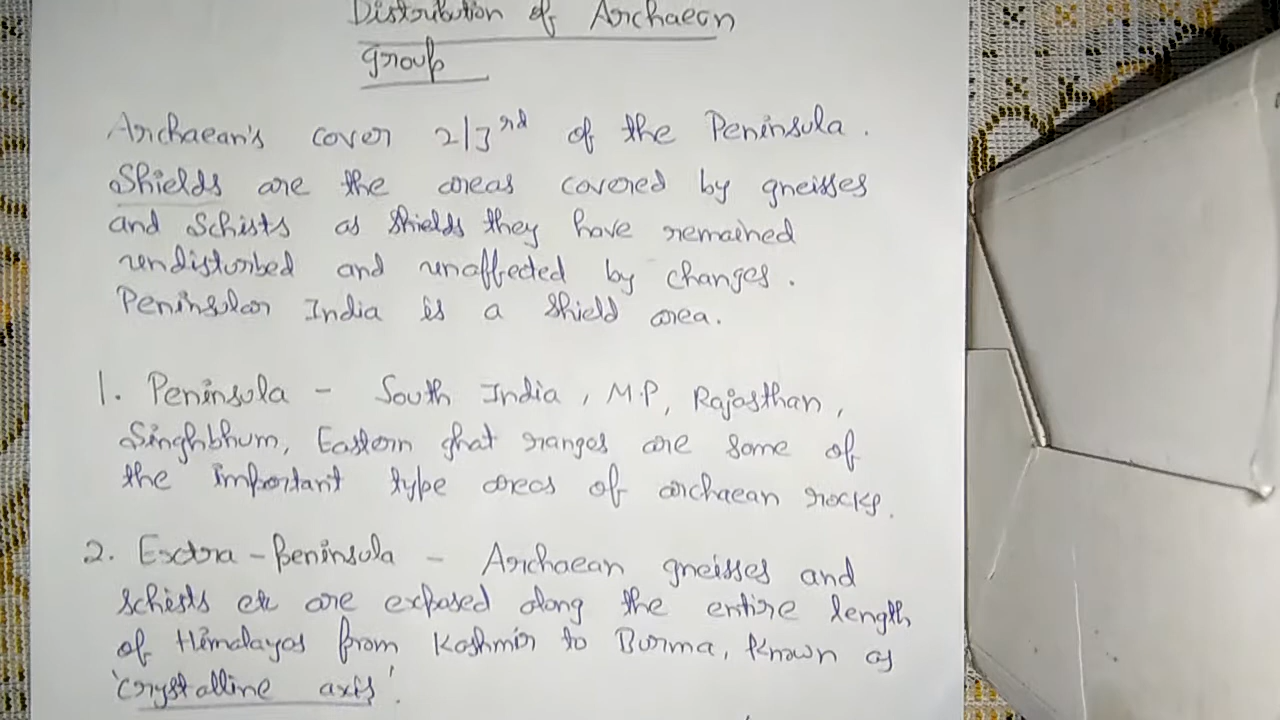 Distribution of Archaean
Group
Archaean's cover 2/3rd of the Peninsula.
Shields are the areas covered by gneisses
and Schists as shields they have remained
undisturbed and unaffected by changes.
Peninsular India is a shield area.
1. Peninsula - South India, M.P, Rajasthan,
Singhbhum, Eastern ghat ranges are some of
the important type areas of archaean rocks.
2. Extra-Peninsula - Archaean gneisses and
schists etc are exposed along the entire length
of Himalayas from Kashmir to Burma, known as
'Crystalline axis'.